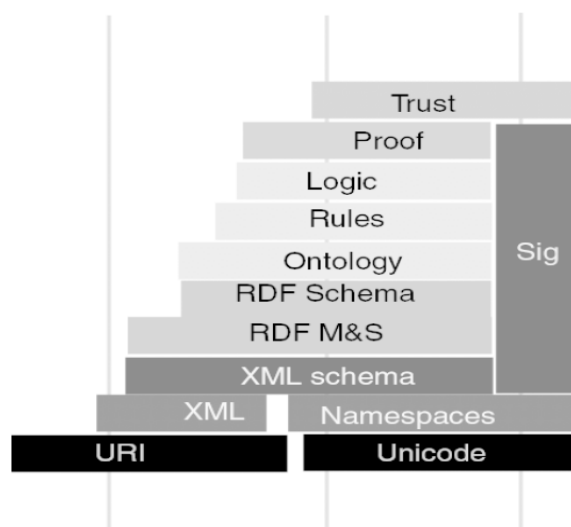 Trust
Proof
Logic
Rules
Sig
Ontology
RDF Schema
RDF M&S
XML schema
XML
Namespaces
URI
Unicode